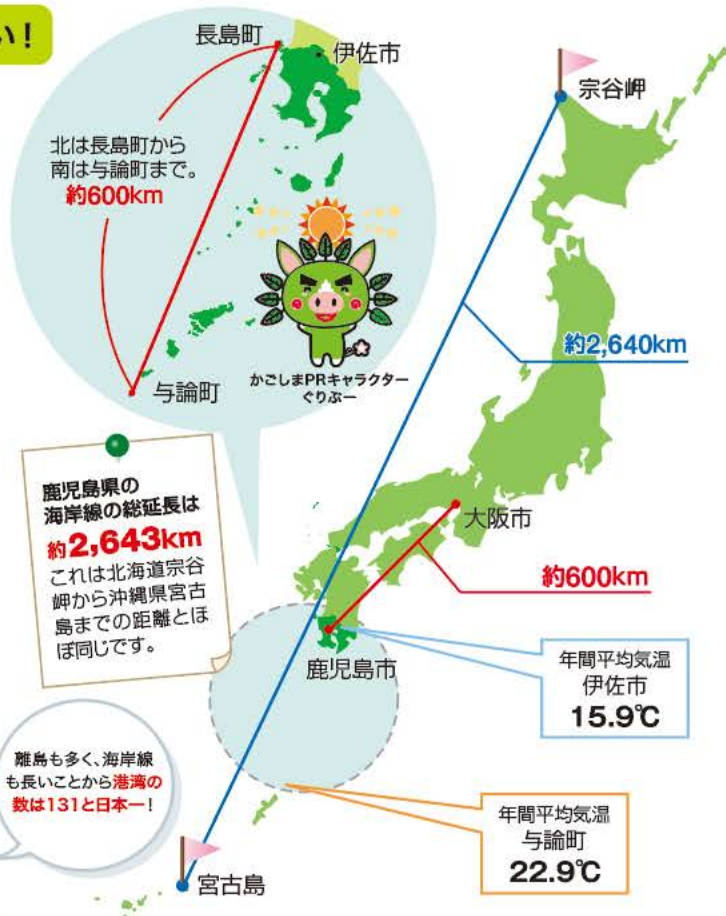 い!
長島町
伊佐市
北は長島町から
南は与論町まで。
約600km
与論町
かごしまPRキャラクター
ぐりぶー
宗谷岬
約2,640km
鹿児島県の
海岸線の総延長は
約2,643km
これは北海道宗谷
岬から沖縄県宮古
島までの距離とほ
ぼ同じです。
大阪市
約600km
鹿児島市
年間平均気温
伊佐市
15.9℃
離島も多く、海岸線
も長いことから港湾の
数は131と日本一!
年間平均気温
与論町
22.9℃
宮古島